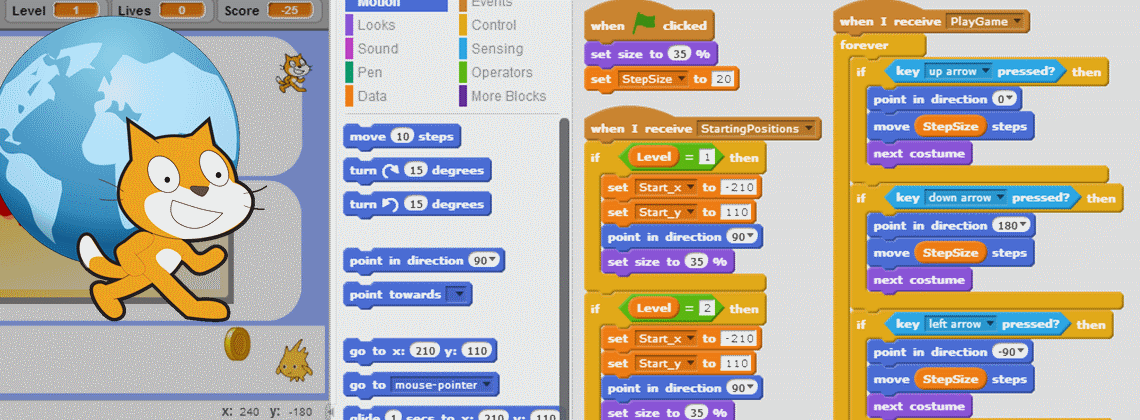 Level 1 Lives 0 Score -25
x: 240 y: -180
Motion Events
Looks Control
Sound Sensing
Pen Operators
Data More Blocks
move 10 steps
turn 15 degrees
turn 15 degrees
point in direction 90
point towards
go to x: 210 y: 110
go to mouse-pointer
glide 1 secs to x: 210 y: 110
when clicked
set size to 35 %
set StepSize to 20
when I receive StartingPositions
if Level = 1 then
set Start_x to -210
set Start_y to 110
point in direction 90
set size to 35 %
if Level = 2 then
set Start_x to -210
set Start_y to 110
point in direction 90
set size to 35 %
when I receive PlayGame
forever
if key up arrow pressed? then
point in direction 0
move StepSize steps
next costume
if key down arrow pressed? then
point in direction 180
move StepSize steps
next costume
if key left arrow pressed? then
point in direction -90
move StepSize steps
next costume